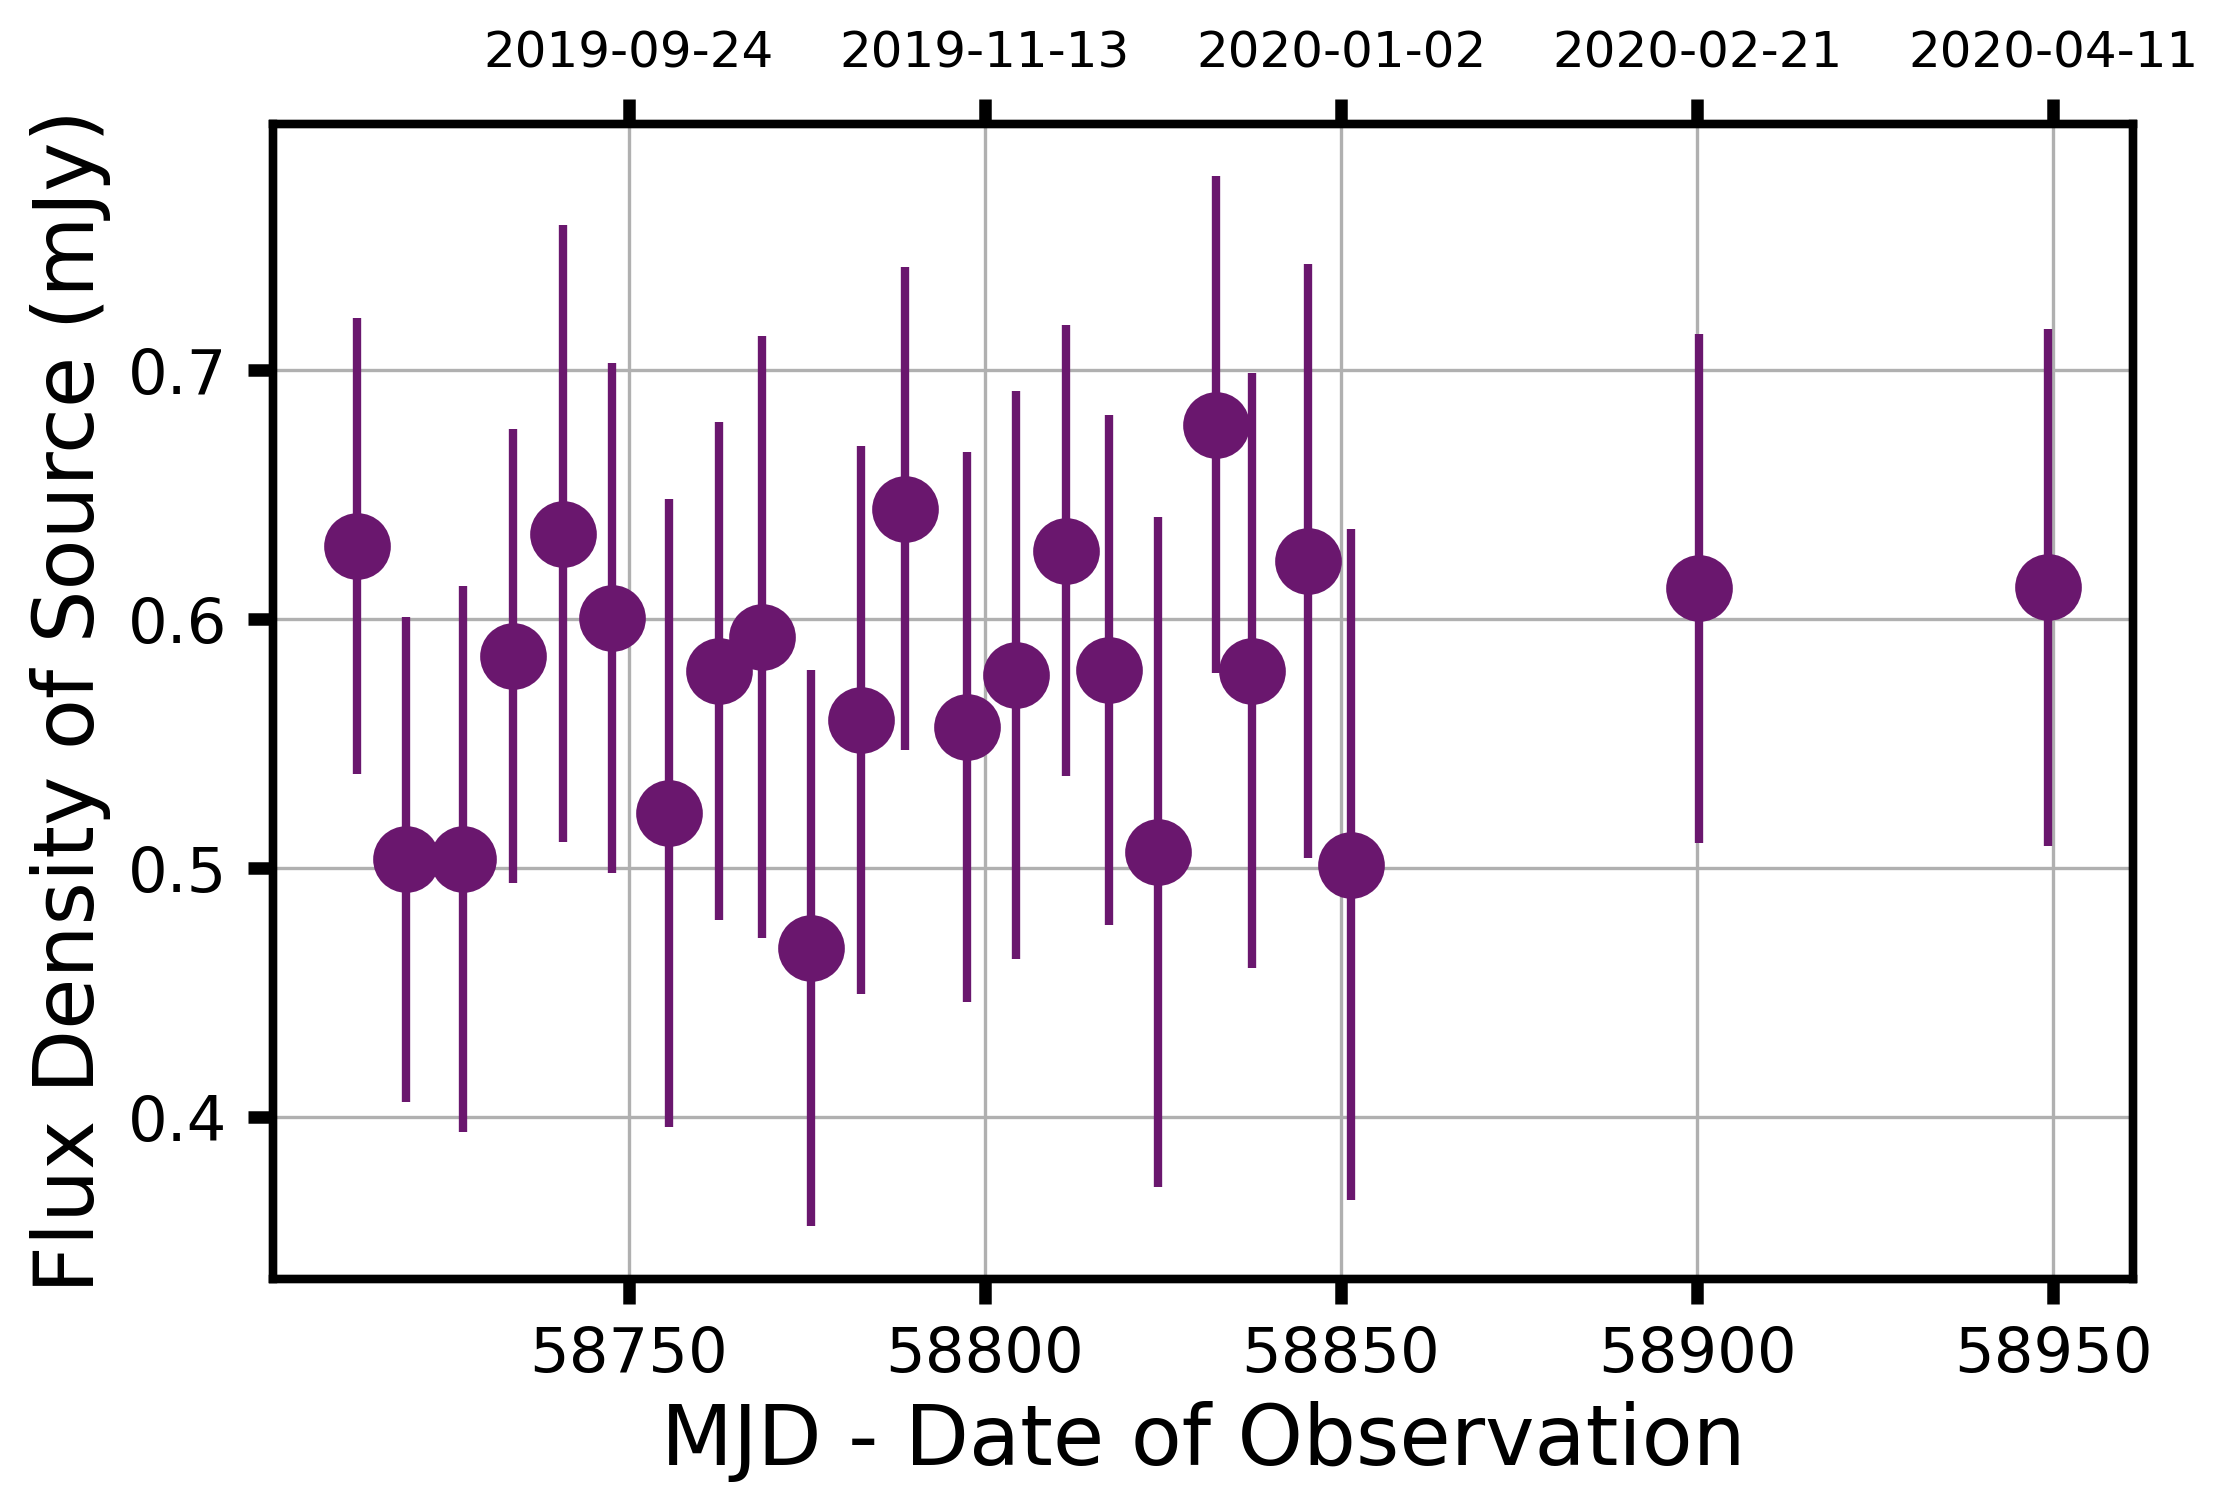 2019-09-24 2019-11-13 2020-01-02 2020-02-21 2020-04-11
Flux Density of Source (mJy)
0.7
0.6
0.5
0.4
58750 58800 58850 58900 58950
MJD - Date of Observation